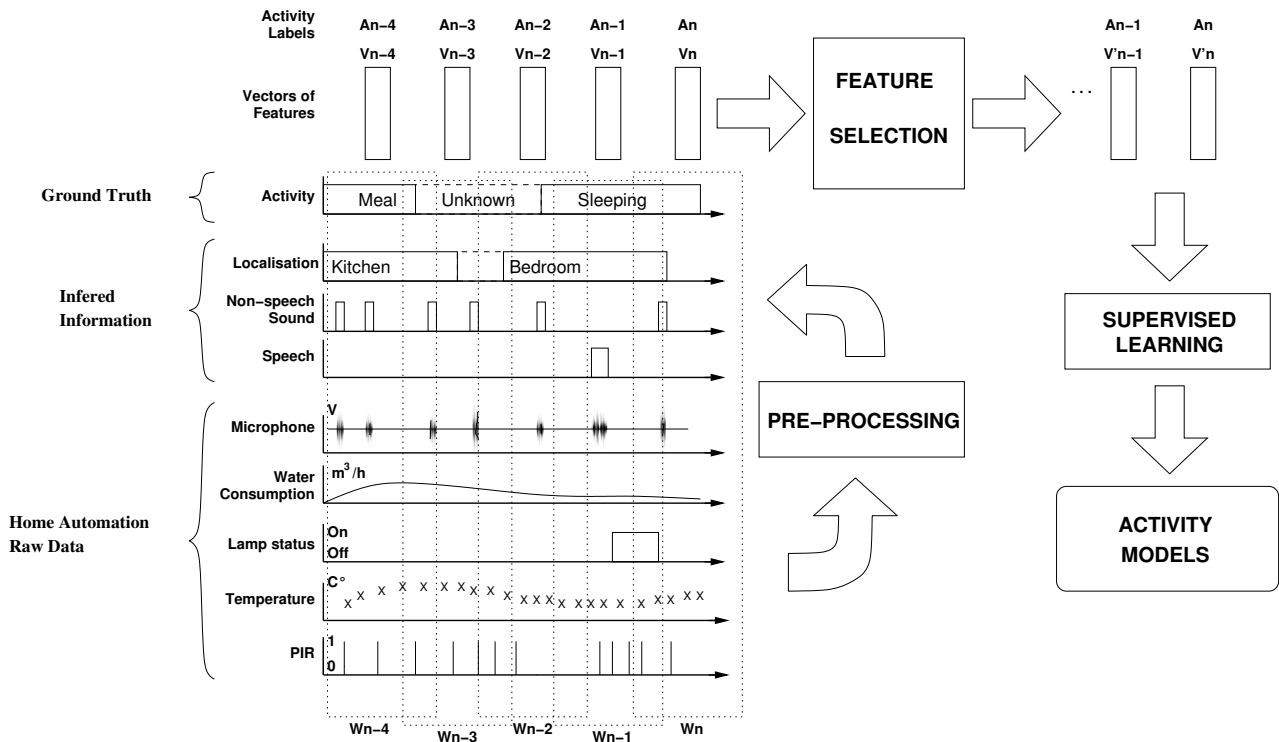 Activity Labels
An−4 An−3 An−2 An−1 An
Vn−4 Vn−3 Vn−2 Vn−1 Vn
Vectors of Features
FEATURE SELECTION
...
An−1 An
V'n−1 V'n
Ground Truth
Activity
Meal Unknown Sleeping
Infered Information
Localisation
Kitchen Bedroom
Non−speech Sound
Speech
Home Automation Raw Data
Microphone
V
Water Consumption
m³/h
Lamp status
On
Off
Temperature
C°
x x x x x x x x x x x x x x x x x x x x x x x x
PIR
1
0
Wn−4 Wn−3 Wn−2 Wn−1 Wn
PRE−PROCESSING
SUPERVISED LEARNING
ACTIVITY MODELS